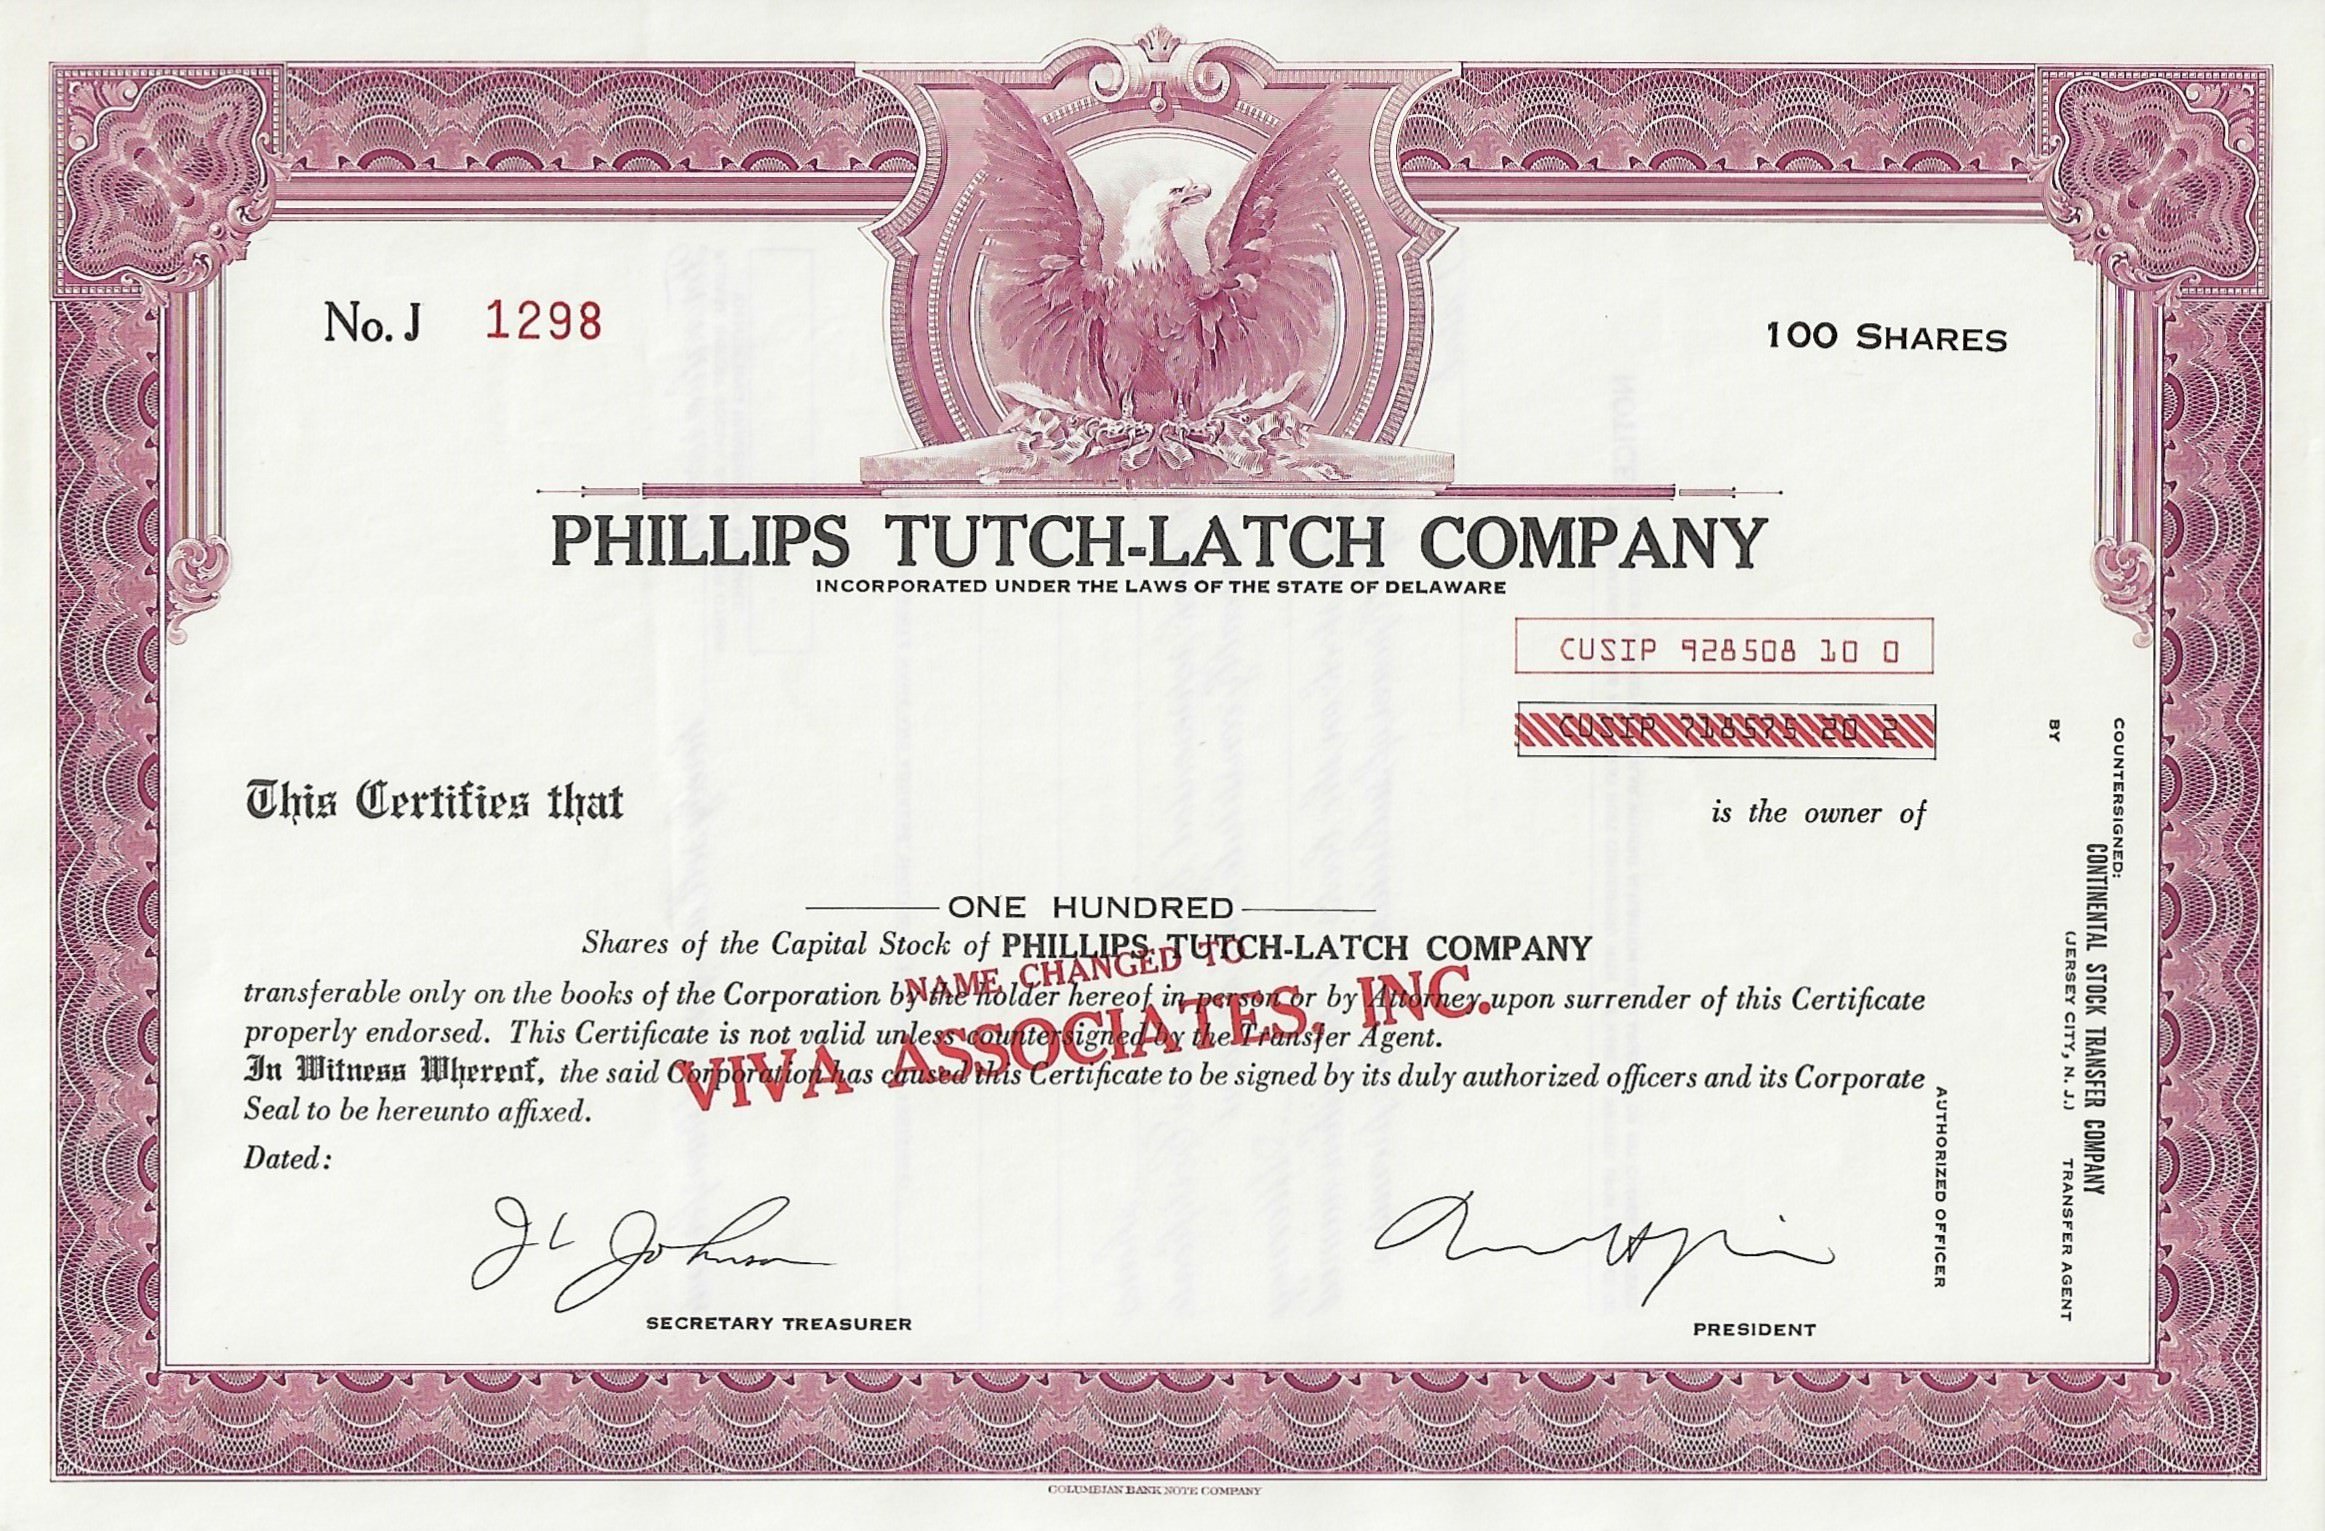 No. J 1298
100 SHARES
PHILLIPS TUTCH-LATCH COMPANY
INCORPORATED UNDER THE LAWS OF THE STATE OF DELAWARE
CUSIP 928508 10 0
CUSIP 718575 20 2
This Certifies that
is the owner of
ONE HUNDRED
Shares of the Capital Stock of PHILLIPS TUTCH-LATCH COMPANY
transferable only on the books of the Corporation by the holder hereof in person or by Attorney upon surrender of this Certificate
properly endorsed. This Certificate is not valid unless countersigned by the Transfer Agent.
In Witness Whereof, the said Corporation has caused this Certificate to be signed by its duly authorized officers and its Corporate
Seal to be hereunto affixed.
NAME CHANGED TO
VIVA ASSOCIATES, INC.
Dated:
J L Johnson
SECRETARY TREASURER
PRESIDENT
COUNTERSIGNED:
CONTINENTAL STOCK TRANSFER COMPANY
(JERSEY CITY, N. J.) TRANSFER AGENT
BY
AUTHORIZED OFFICER
COLUMBIAN BANK NOTE COMPANY